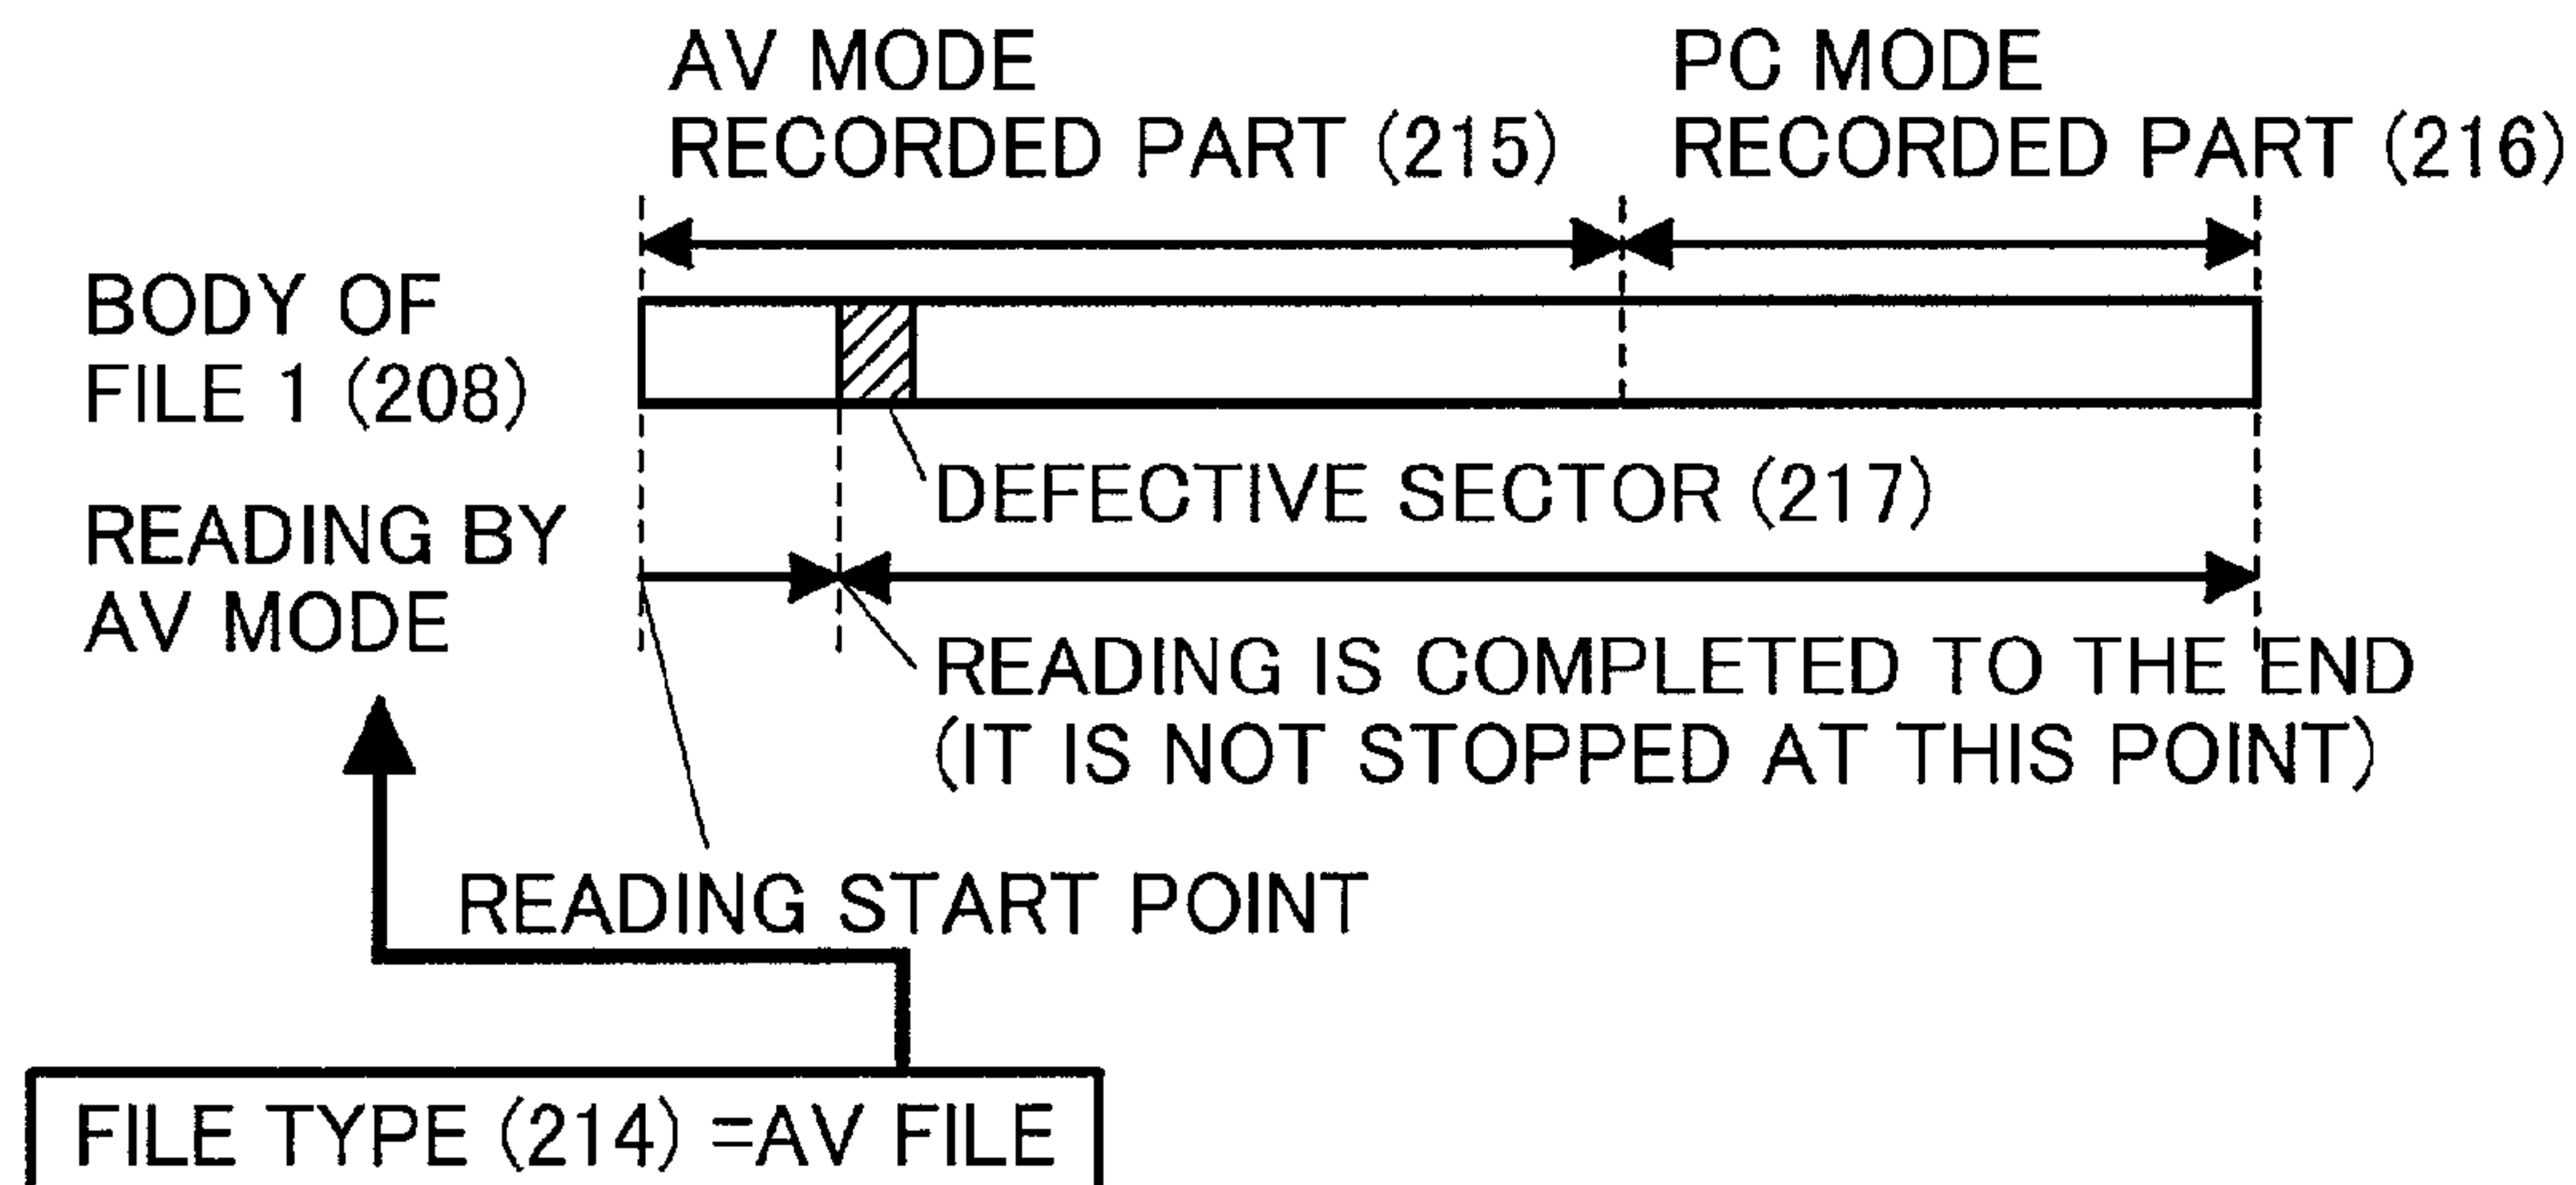 AV MODE
RECORDED PART (215)
PC MODE
RECORDED PART (216)
BODY OF
FILE 1 (208)
DEFECTIVE SECTOR (217)
READING BY
AV MODE
READING IS COMPLETED TO THE END
(IT IS NOT STOPPED AT THIS POINT)
READING START POINT
FILE TYPE (214) =AV FILE